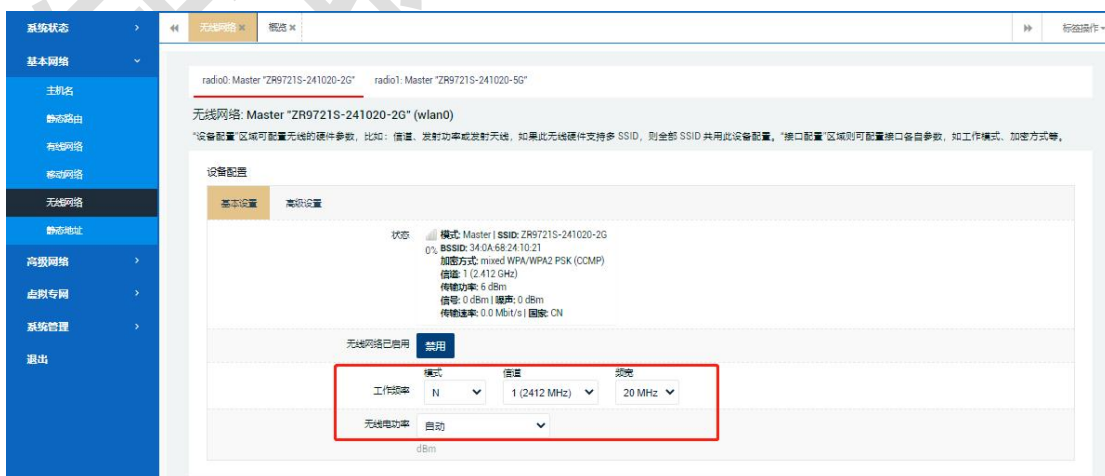 系统状态
基本网络
主机名
静态路由
有线网络
移动网络
无线网络
静态地址
高级网络
虚拟专网
系统管理
退出
无线网络 概览 标签操作
radio0: Master "ZR9721S-241020-2G" radio1: Master "ZR9721S-241020-5G"
无线网络: Master "ZR9721S-241020-2G" (wlan0)
"设备配置"区域可配置无线的硬件参数，比如：信道、发射功率或发射天线，如果此无线硬件支持多 SSID，则全部 SSID 共用此设备配置。"接口配置"区域则可配置接口各自参数，如工作模式、加密方式等。
设备配置
基本设置 高级设置
状态
0%
模式: Master | SSID: ZR9721S-241020-2G
BSSID: 34:0A:68:24:10:21
加密方式: mixed WPA/WPA2 PSK (CCMP)
信道: 1 (2.412 GHz)
传输功率: 6 dBm
信号: 0 dBm | 噪声: 0 dBm
传输速率: 0.0 Mbit/s | 国家: CN
无线网络已启用 禁用
模式 信道 频宽
工作频率 N 1 (2412 MHz) 20 MHz
无线电功率 自动
dBm